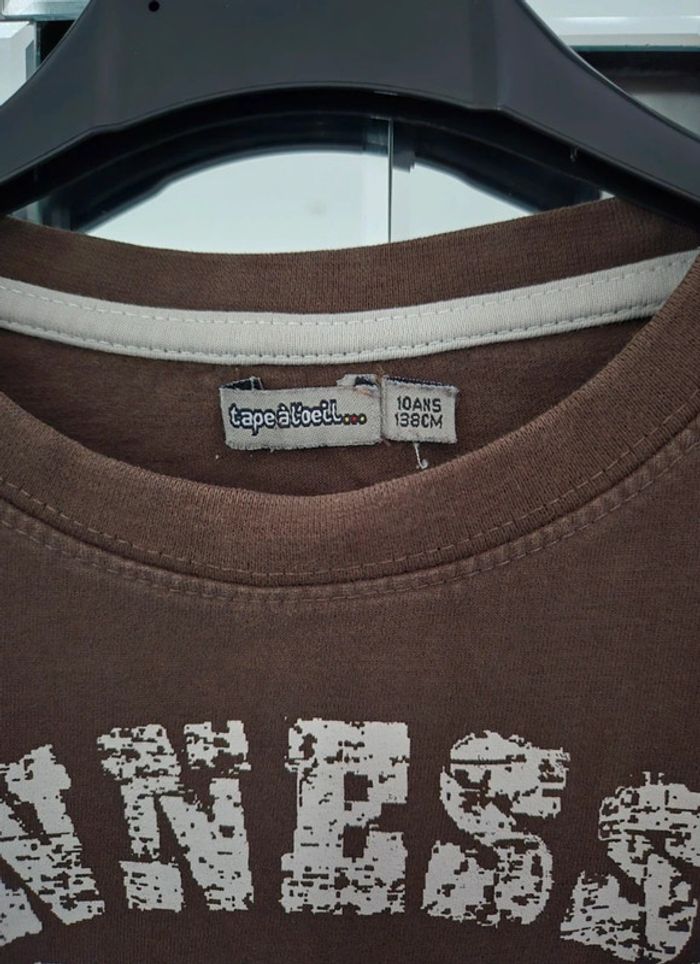 tape à l'oeil...
10ANS
138CM
NNESS